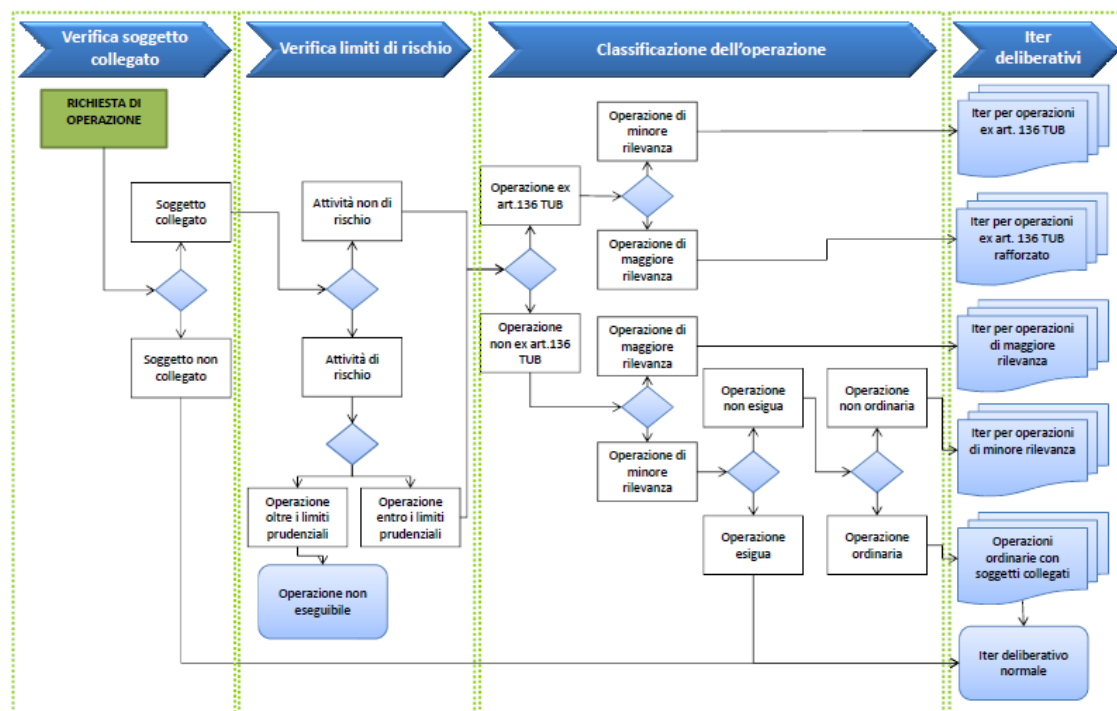 Verifica soggetto
collegato
Verifica limiti di rischio
Classificazione dell'operazione
Iter
deliberativi
RICHIESTA DI
OPERAZIONE
Soggetto
collegato
Soggetto non
collegato
Attività non di
rischio
Attività di
rischio
Operazione
oltre i limiti
prudenziali
Operazione
entro i limiti
prudenziali
Operazione non
eseguibile
Operazione ex
art.136 TUB
Operazione
non ex art.136
TUB
Operazione di
minore
rilevanza
Operazione di
maggiore
rilevanza
Operazione di
maggiore
rilevanza
Operazione di
minore
rilevanza
Operazione
non esigua
Operazione
esigua
Operazione
non ordinaria
Operazione
ordinaria
Iter per operazioni
ex art. 136 TUB
Iter per operazioni
ex art. 136 TUB
rafforzato
Iter per operazioni
di maggiore
rilevanza
Iter per operazioni
di minore rilevanza
Operazioni
ordinarie con
soggetti collegati
Iter deliberativo
normale